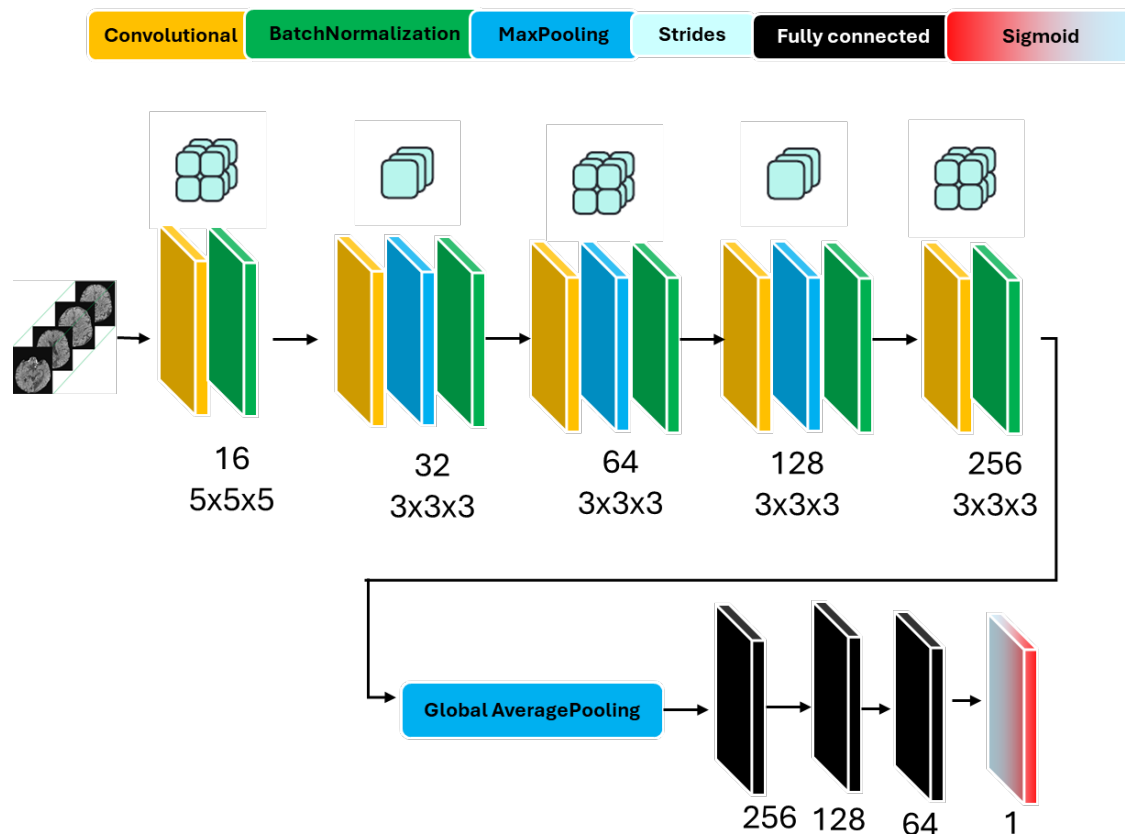 Convolutional BatchNormalization MaxPooling Strides Fully connected Sigmoid
16 32 64 128 256
5x5x5 3x3x3 3x3x3 3x3x3 3x3x3
Global AveragePooling
256 128 64 1